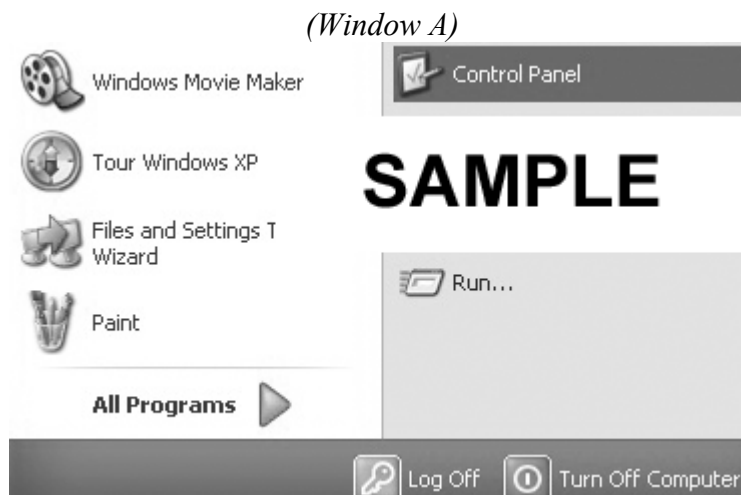 (Window A)
Windows Movie Maker
Control Panel
Tour Windows XP
SAMPLE
Files and Settings T
Wizard
Run...
Paint
All Programs
Log Off
Turn Off Computer